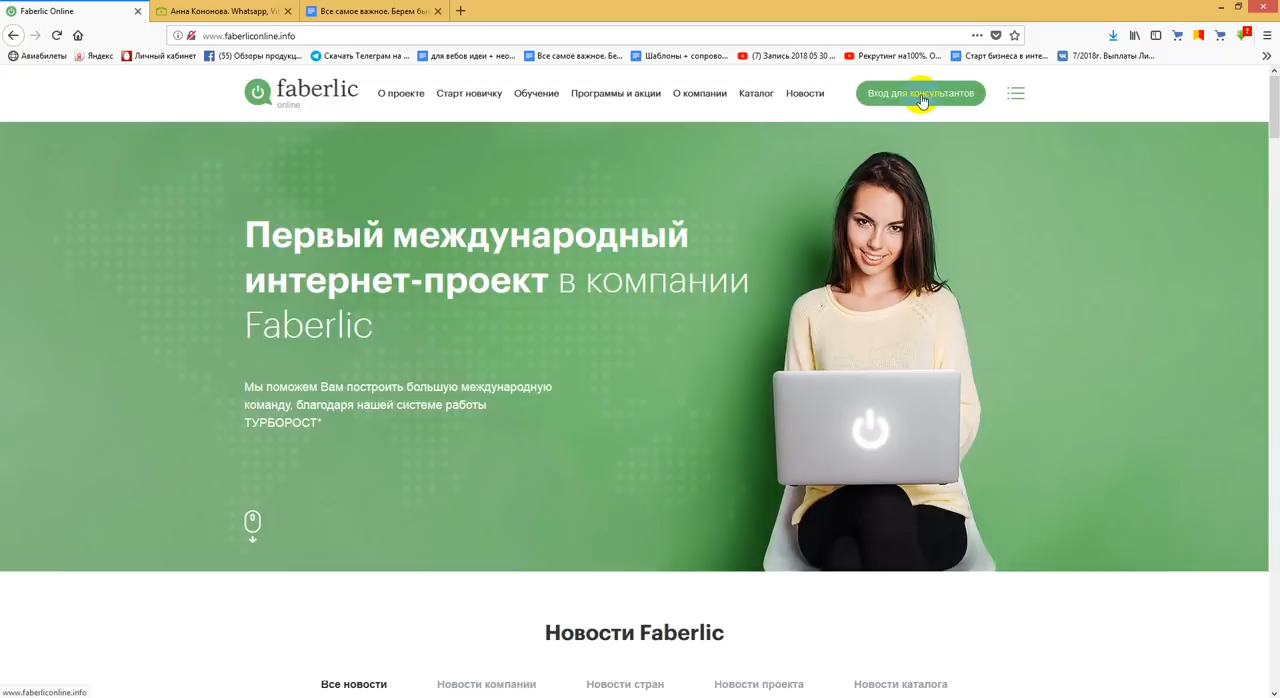 Faberlic Online
Анна Кононова. Whatsapp, Vi
Все самое важное. Берем бы
www.faberliconline.info
Авиабилеты
Яндекс
Личный кабинет
(55) Обзоры продукц...
Скачать Телеграм на ...
для вебов идеи + нео...
Все самое важное. Бе...
Шаблоны + сопрово...
(7) Запись 2018 05 30 ...
Рекрутинг на100%. О...
Старт бизнеса в инте...
7/2018г. Выплаты Ли...
faberlic
online
О проекте
Старт новичку
Обучение
Программы и акции
О компании
Каталог
Новости
Вход для консультантов
Первый международный
интернет-проект в компании
Faberlic
Мы поможем Вам построить большую международную
команду, благодаря нашей системе работы
ТУРБОРОСТ*
Новости Faberlic
Все новости
Новости компании
Новости стран
Новости проекта
Новости каталога
www.faberliconline.info